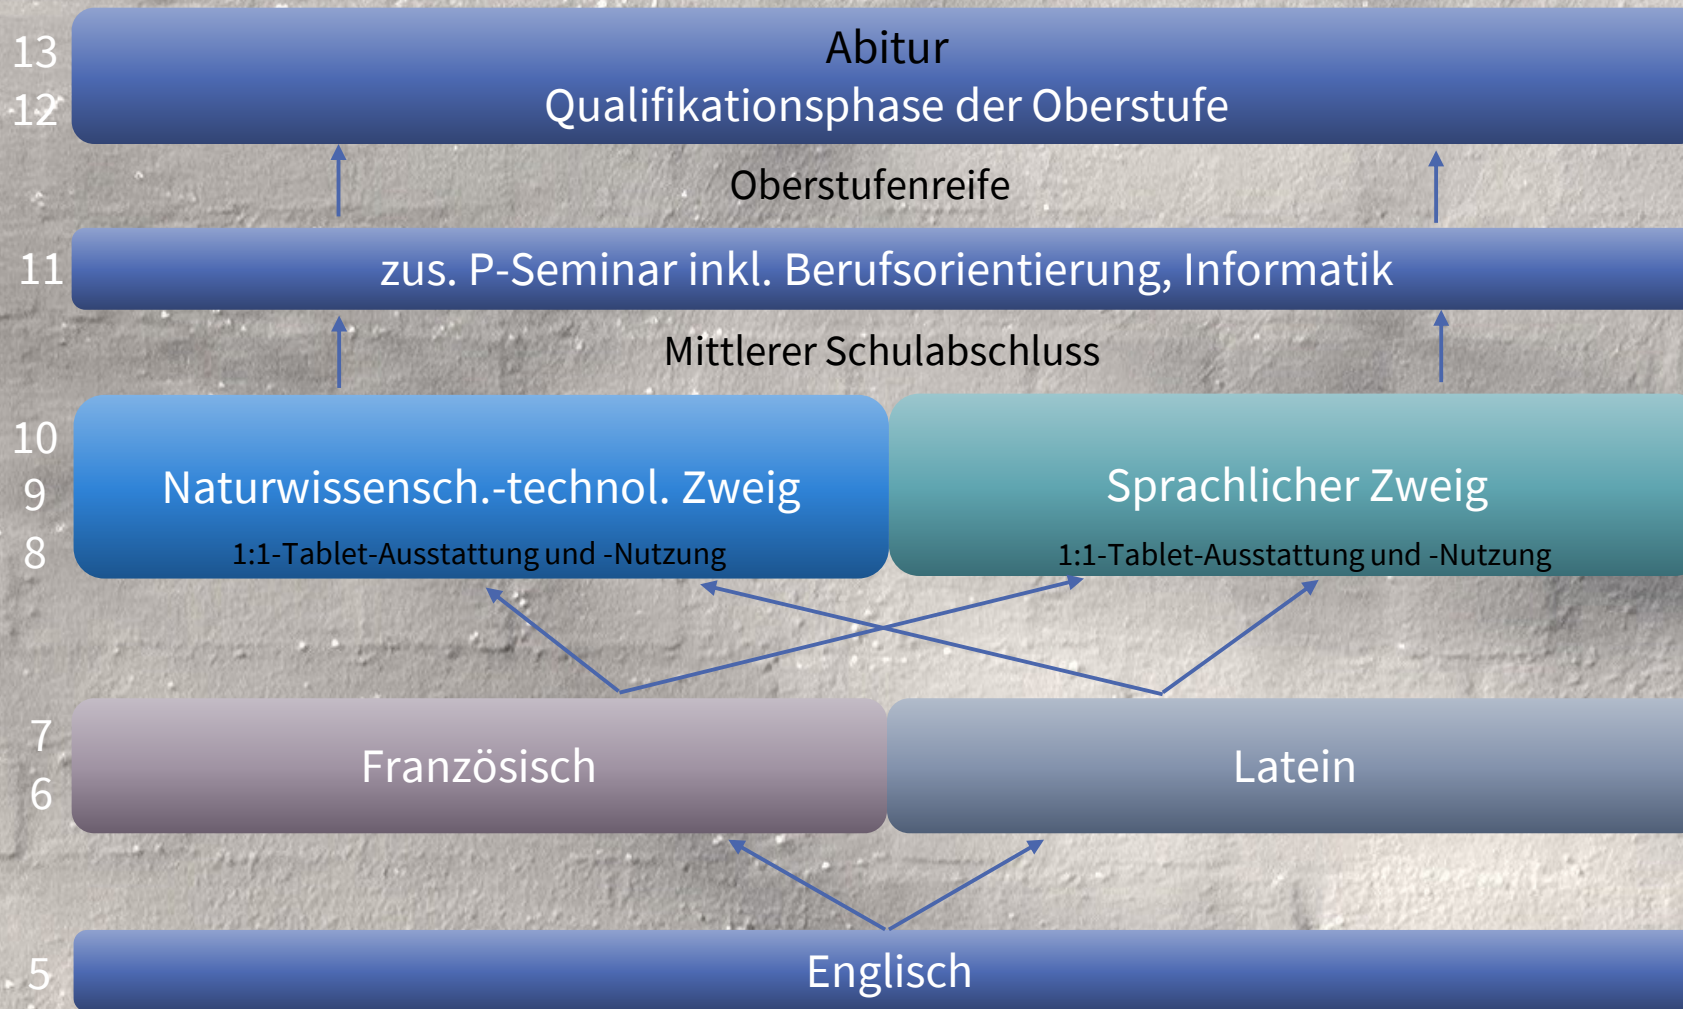 13
Abitur
12
Qualifikationsphase der Oberstufe
Oberstufenreife
11
zus. P-Seminar inkl. Berufsorientierung, Informatik
Mittlerer Schulabschluss
10
9
8
Naturwissensch.-technol. Zweig
1:1-Tablet-Ausstattung und -Nutzung
Sprachlicher Zweig
1:1-Tablet-Ausstattung und -Nutzung
7
6
Französisch
Latein
5
Englisch